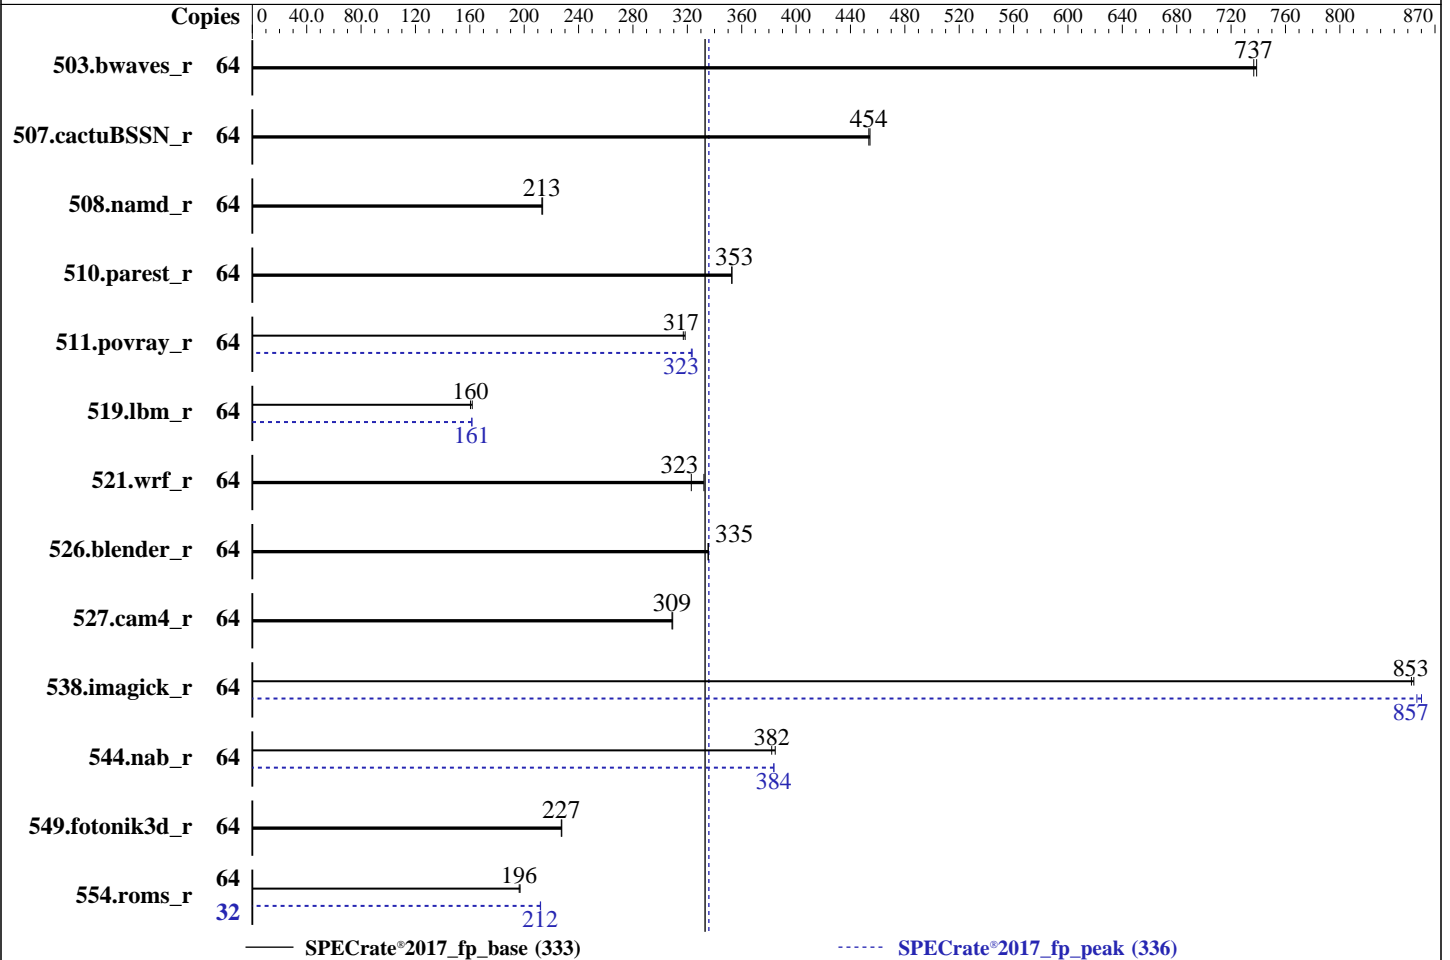 Copies 0 40.0 80.0 120 160 200 240 280 320 360 400 440 480 520 560 600 640 680 720 760 800 870
503.bwaves_r 64 737
507.cactuBSSN_r 64 454
508.namd_r 64 213
510.parest_r 64 353
511.povray_r 64 317
323
519.lbm_r 64 160
161
521.wrf_r 64 323
526.blender_r 64 335
527.cam4_r 64 309
538.imagick_r 64 853
857
544.nab_r 64 382
384
549.fotonik3d_r 64 227
554.roms_r 64 196
32 212
SPECrate®2017_fp_base (333) SPECrate®2017_fp_peak (336)